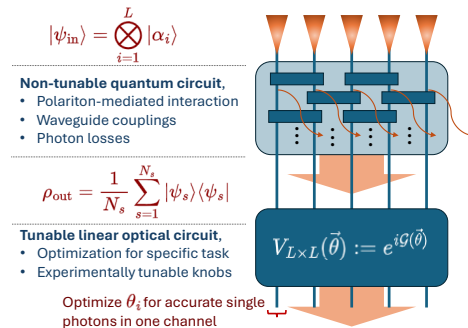 |ψ_in⟩ = ⨂_{i=1}^{L} |α_i⟩
Non-tunable quantum circuit,
• Polariton-mediated interaction
• Waveguide couplings
• Photon losses
ρ_out = 1/N_s ∑_{s=1}^{N_s} |ψ_s⟩⟨ψ_s|
Tunable linear optical circuit,
• Optimization for specific task
• Experimentally tunable knobs
V_{L×L}(θ⃗) := e^{i𝒢(θ⃗)}
Optimize θ_i for accurate single
photons in one channel